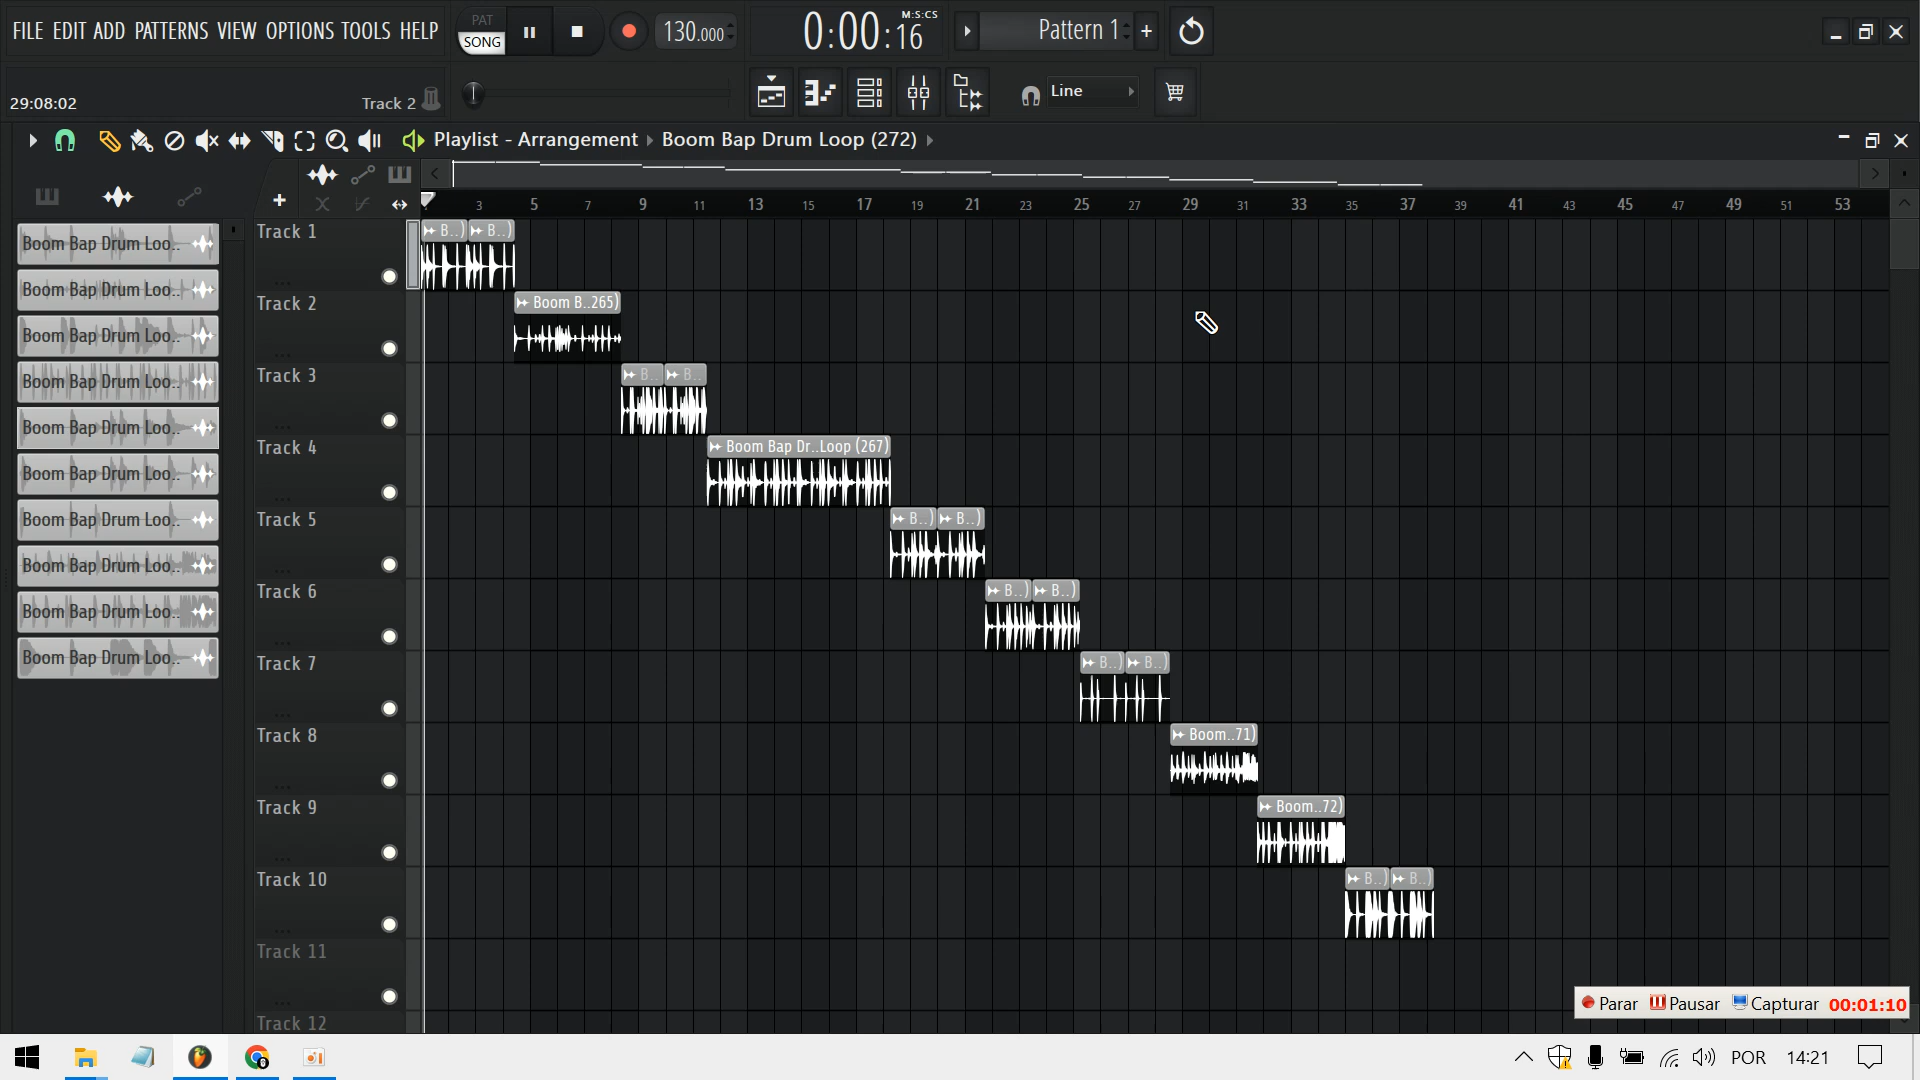 FILE EDIT ADD PATTERNS VIEW OPTIONS TOOLS HELP
PAT
SONG
130.000
M:S:CS
0:00:16
Pattern 1
29:08:02
Track 2
Line
Playlist - Arrangement Boom Bap Drum Loop (272)
3 5 7 9 11 13 15 17 19 21 23 25 27 29 31 33 35 37 39 41 43 45 47 49 51 53
Boom Bap Drum Loo..
Boom Bap Drum Loo..
Boom Bap Drum Loo..
Boom Bap Drum Loo..
Boom Bap Drum Loo..
Boom Bap Drum Loo..
Boom Bap Drum Loo..
Boom Bap Drum Loo..
Boom Bap Drum Loo..
Boom Bap Drum Loo..
Track 1
B..) B..)
Track 2
Boom B..265)
Track 3
B.. B..
Track 4
Boom Bap Dr..Loop (267)
Track 5
B..) B..)
Track 6
B..) B..)
Track 7
B..) B..)
Track 8
Boom..71)
Track 9
Boom..72)
Track 10
B..) B..)
Track 11
Track 12
Parar Pausar Capturar 00:01:10
POR 14:21